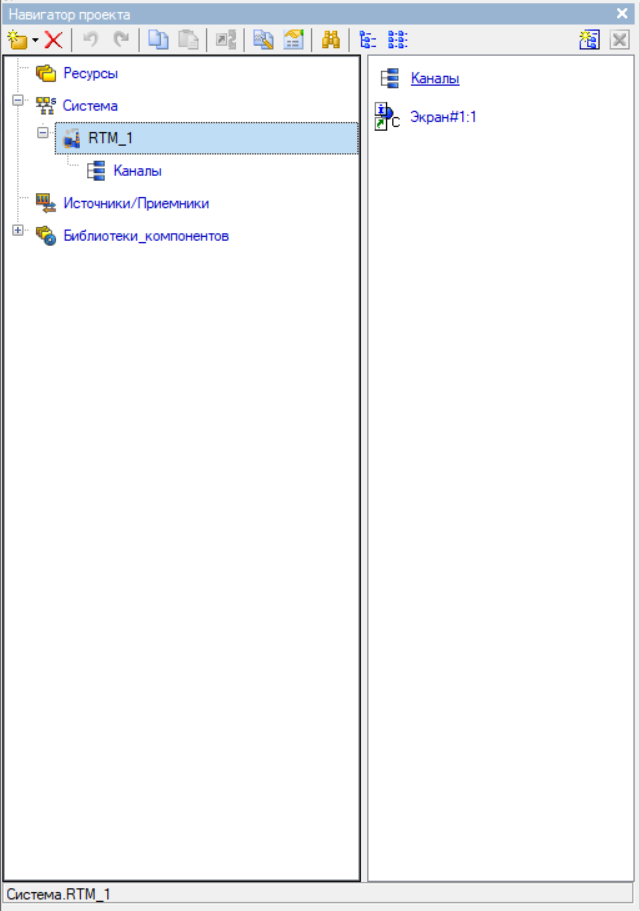 Навигатор проекта
Ресурсы
Система
RTM_1
Каналы
Источники/Приемники
Библиотеки_компонентов
Каналы
Экран#1:1
Система.RTM_1